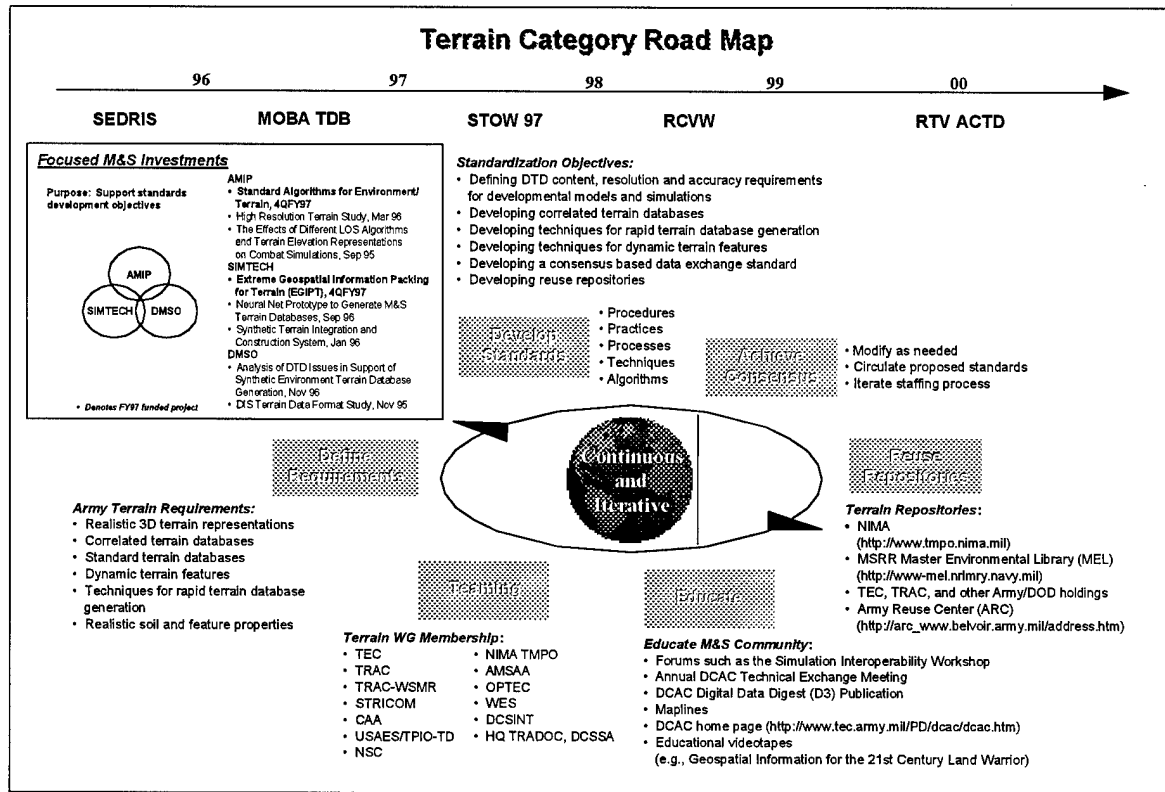 Terrain Category Road Map
96 97 98 99 00
SEDRIS MOBA TDB STOW 97 RCVW RTV ACTD
Focused M&S Investments
Purpose: Support standards
development objectives
AMIP
SIMTECH DMSO
• Denotes FY97 funded project
AMIP
• Standard Algorithms for Environment/
Terrain, 4QFY97
• High Resolution Terrain Study, Mar 96
• The Effects of Different LOS Algorithms
and Terrain Elevation Representations
on Combat Simulations, Sep 95
SIMTECH
• Extreme Geospatial Information Packing
for Terrain (EGIPT), 4QFY97
• Neural Net Prototype to Generate M&S
Terrain Databases, Sep 96
• Synthetic Terrain Integration and
Construction System, Jan 96
DMSO
• Analysis of DTD Issues in Support of
Synthetic Environment Terrain Database
Generation, Nov 96
• DIS Terrain Data Format Study, Nov 95
Standardization Objectives:
• Defining DTD content, resolution and accuracy requirements
for developmental models and simulations
• Developing correlated terrain databases
• Developing techniques for rapid terrain database generation
• Developing techniques for dynamic terrain features
• Developing a consensus based data exchange standard
• Developing reuse repositories
Develop
Standards
• Procedures
• Practices
• Processes
• Techniques
• Algorithms
Achieve
Consensus
• Modify as needed
• Circulate proposed standards
• Iterate staffing process
Define
Requirements
Continuous
and
Iterative
Reuse
Repositories
Army Terrain Requirements:
• Realistic 3D terrain representations
• Correlated terrain databases
• Standard terrain databases
• Dynamic terrain features
• Techniques for rapid terrain database
generation
• Realistic soil and feature properties
Terrain Repositories:
• NIMA
(http://www.tmpo.nima.mil)
• MSRR Master Environmental Library (MEL)
(http://www-mel.nrlmry.navy.mil)
• TEC, TRAC, and other Army/DOD holdings
• Army Reuse Center (ARC)
(http://arc_www.belvoir.army.mil/address.htm)
Teaming
Terrain WG Membership:
• TEC
• TRAC
• TRAC-WSMR
• STRICOM
• CAA
• USAES/TPIO-TD
• NSC
• NIMA TMPO
• AMSAA
• OPTEC
• WES
• DCSINT
• HQ TRADOC, DCSSA
Educate
Educate M&S Community:
• Forums such as the Simulation Interoperability Workshop
• Annual DCAC Technical Exchange Meeting
• DCAC Digital Data Digest (D3) Publication
• Maplines
• DCAC home page (http://www.tec.army.mil/PD/dcac/dcac.htm)
• Educational videotapes
(e.g., Geospatial Information for the 21st Century Land Warrior)